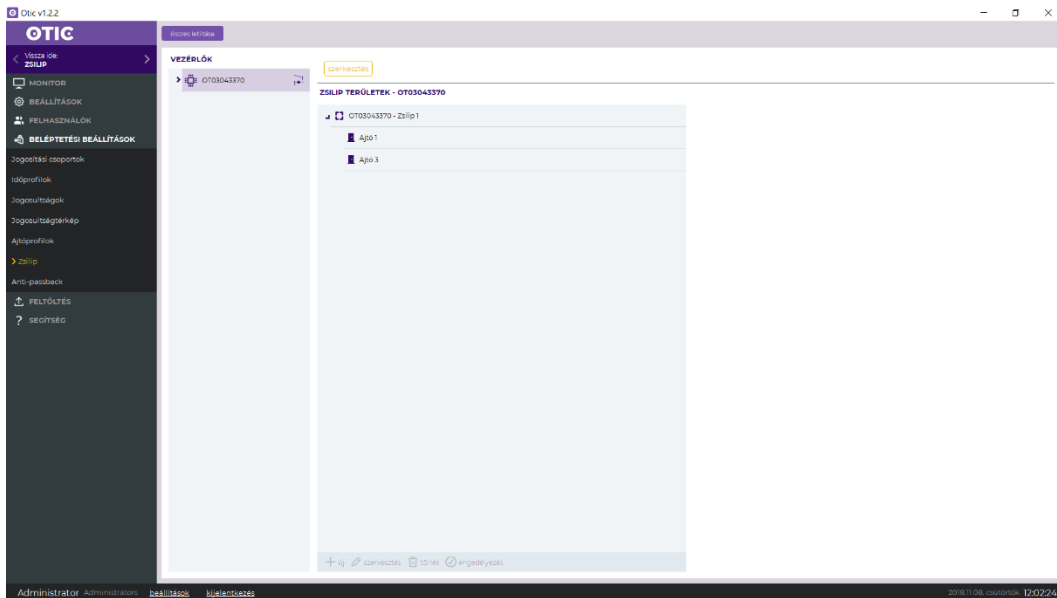 Otic v1.2.2
OTIC
összes letiltása
Vissza ide:
ZSILIP
MONITOR
BEÁLLÍTÁSOK
FELHASZNÁLÓK
BELÉPTETÉSI BEÁLLÍTÁSOK
Jogosítási csoportok
Időprofilok
Jogosultságok
Jogosultságtérkép
Ajtóprofilok
Zsilip
Anti-passback
FELTÖLTÉS
SEGÍTSÉG
VEZÉRLŐK
OT03043370
szerkesztés
ZSILIP TERÜLETEK - OT03043370
OT03043370 - Zsilip 1
Ajtó 1
Ajtó 3
új szerkesztés törlés engedélyezés
Administrator Administrators beállítások kijelentkezés
2018.11.08. csütörtök 12:02:24